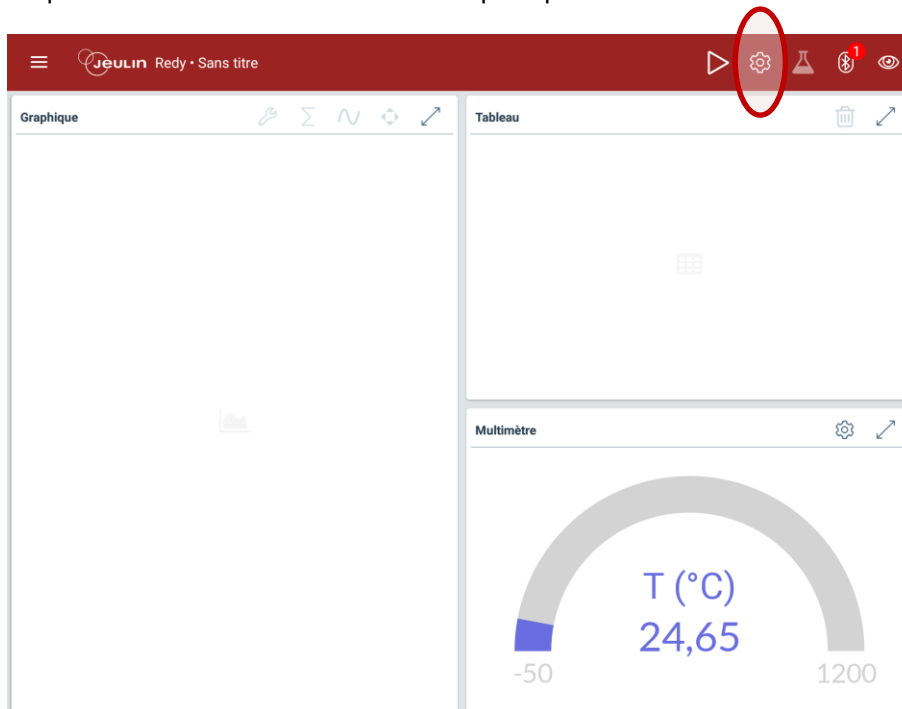 Jeulin Redy • Sans titre
1
Graphique
Tableau
Multimètre
T (°C)
24,65
-50
1200